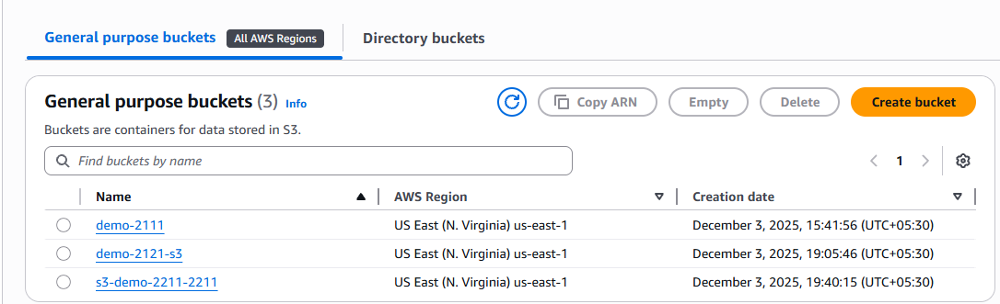 General purpose buckets All AWS Regions Directory buckets
General purpose buckets (3) Info Copy ARN Empty Delete Create bucket
Buckets are containers for data stored in S3.
Find buckets by name 1
Name AWS Region Creation date
demo-2111 US East (N. Virginia) us-east-1 December 3, 2025, 15:41:56 (UTC+05:30)
demo-2121-s3 US East (N. Virginia) us-east-1 December 3, 2025, 19:05:46 (UTC+05:30)
s3-demo-2211-2211 US East (N. Virginia) us-east-1 December 3, 2025, 19:40:15 (UTC+05:30)